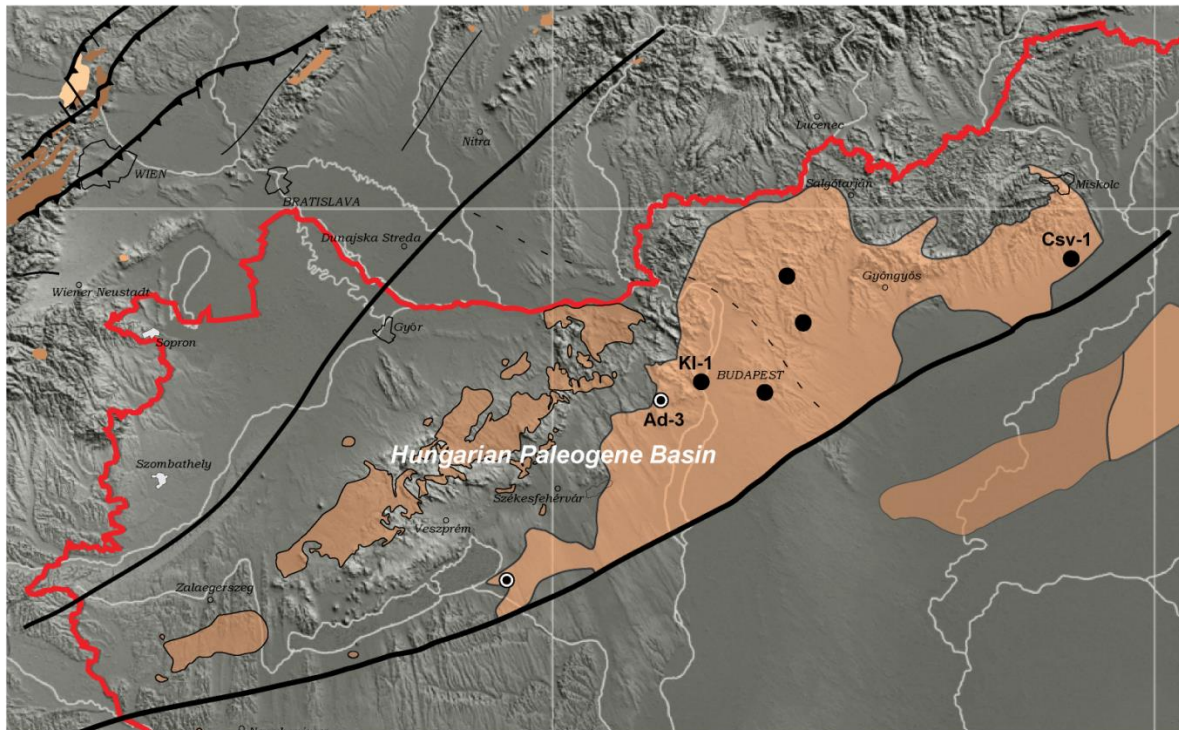 Lucenec
Nitra
WIEN
Miskolc
Salgótarján
BRATISLAVA
Dunajska Streda
Csv-1
Gyöngyös
Wiener Neustadt
Győr
Sopron
Kl-1
BUDAPEST
Ad-3
Hungarian Paleogene Basin
Szombathely
Székesfehérvár
Veszprém
Zalaegerszeg